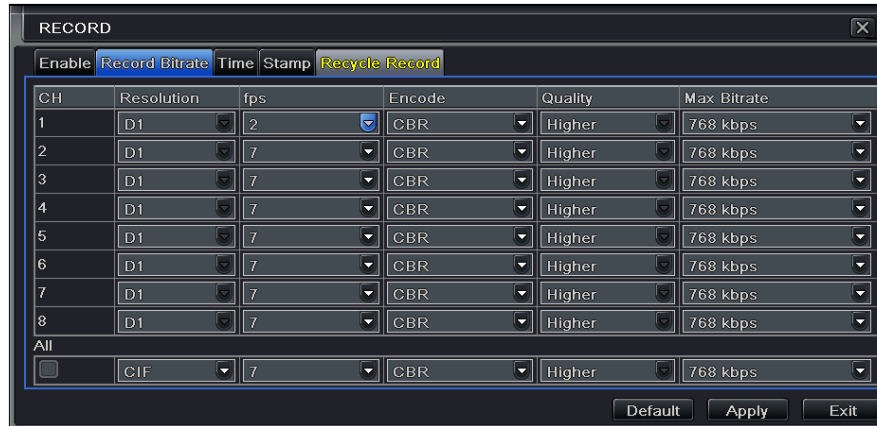 RECORD
Enable Record Bitrate Time Stamp Recycle Record
CH Resolution fps Encode Quality Max Bitrate
1 D1 2 CBR Higher 768 kbps
2 D1 7 CBR Higher 768 kbps
3 D1 7 CBR Higher 768 kbps
4 D1 7 CBR Higher 768 kbps
5 D1 7 CBR Higher 768 kbps
6 D1 7 CBR Higher 768 kbps
7 D1 7 CBR Higher 768 kbps
8 D1 7 CBR Higher 768 kbps
All
CIF 7 CBR Higher 768 kbps
Default Apply Exit